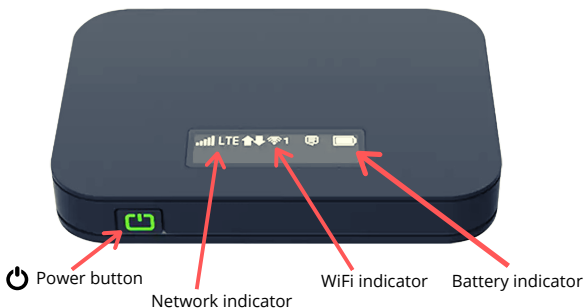 LTE 1
Power button
Network indicator
WiFi indicator
Battery indicator